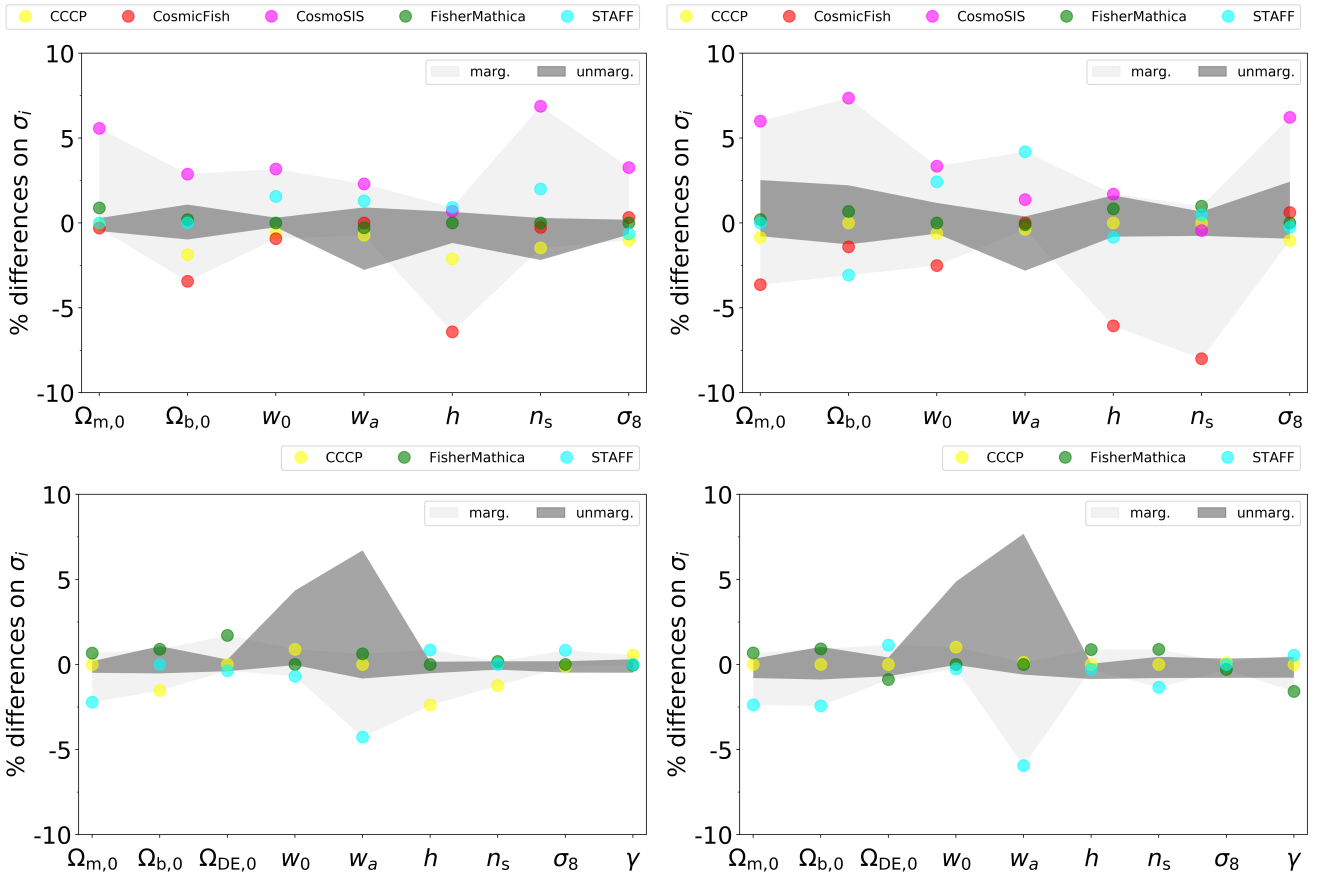 CCCP CosmicFish CosmoSIS FisherMathica STAFF
marg. unmarg.
% differences on σi
10
5
0
-5
-10
Ωm,0 Ωb,0 w0 wa h ns σ8
CCCP CosmicFish CosmoSIS FisherMathica STAFF
marg. unmarg.
% differences on σi
10
5
0
-5
-10
Ωm,0 Ωb,0 w0 wa h ns σ8
CCCP FisherMathica STAFF
marg. unmarg.
% differences on σi
10
5
0
-5
-10
Ωm,0 Ωb,0 ΩDE,0 w0 wa h ns σ8 γ
CCCP FisherMathica STAFF
marg. unmarg.
% differences on σi
10
5
0
-5
-10
Ωm,0 Ωb,0 ΩDE,0 w0 wa h ns σ8 γ